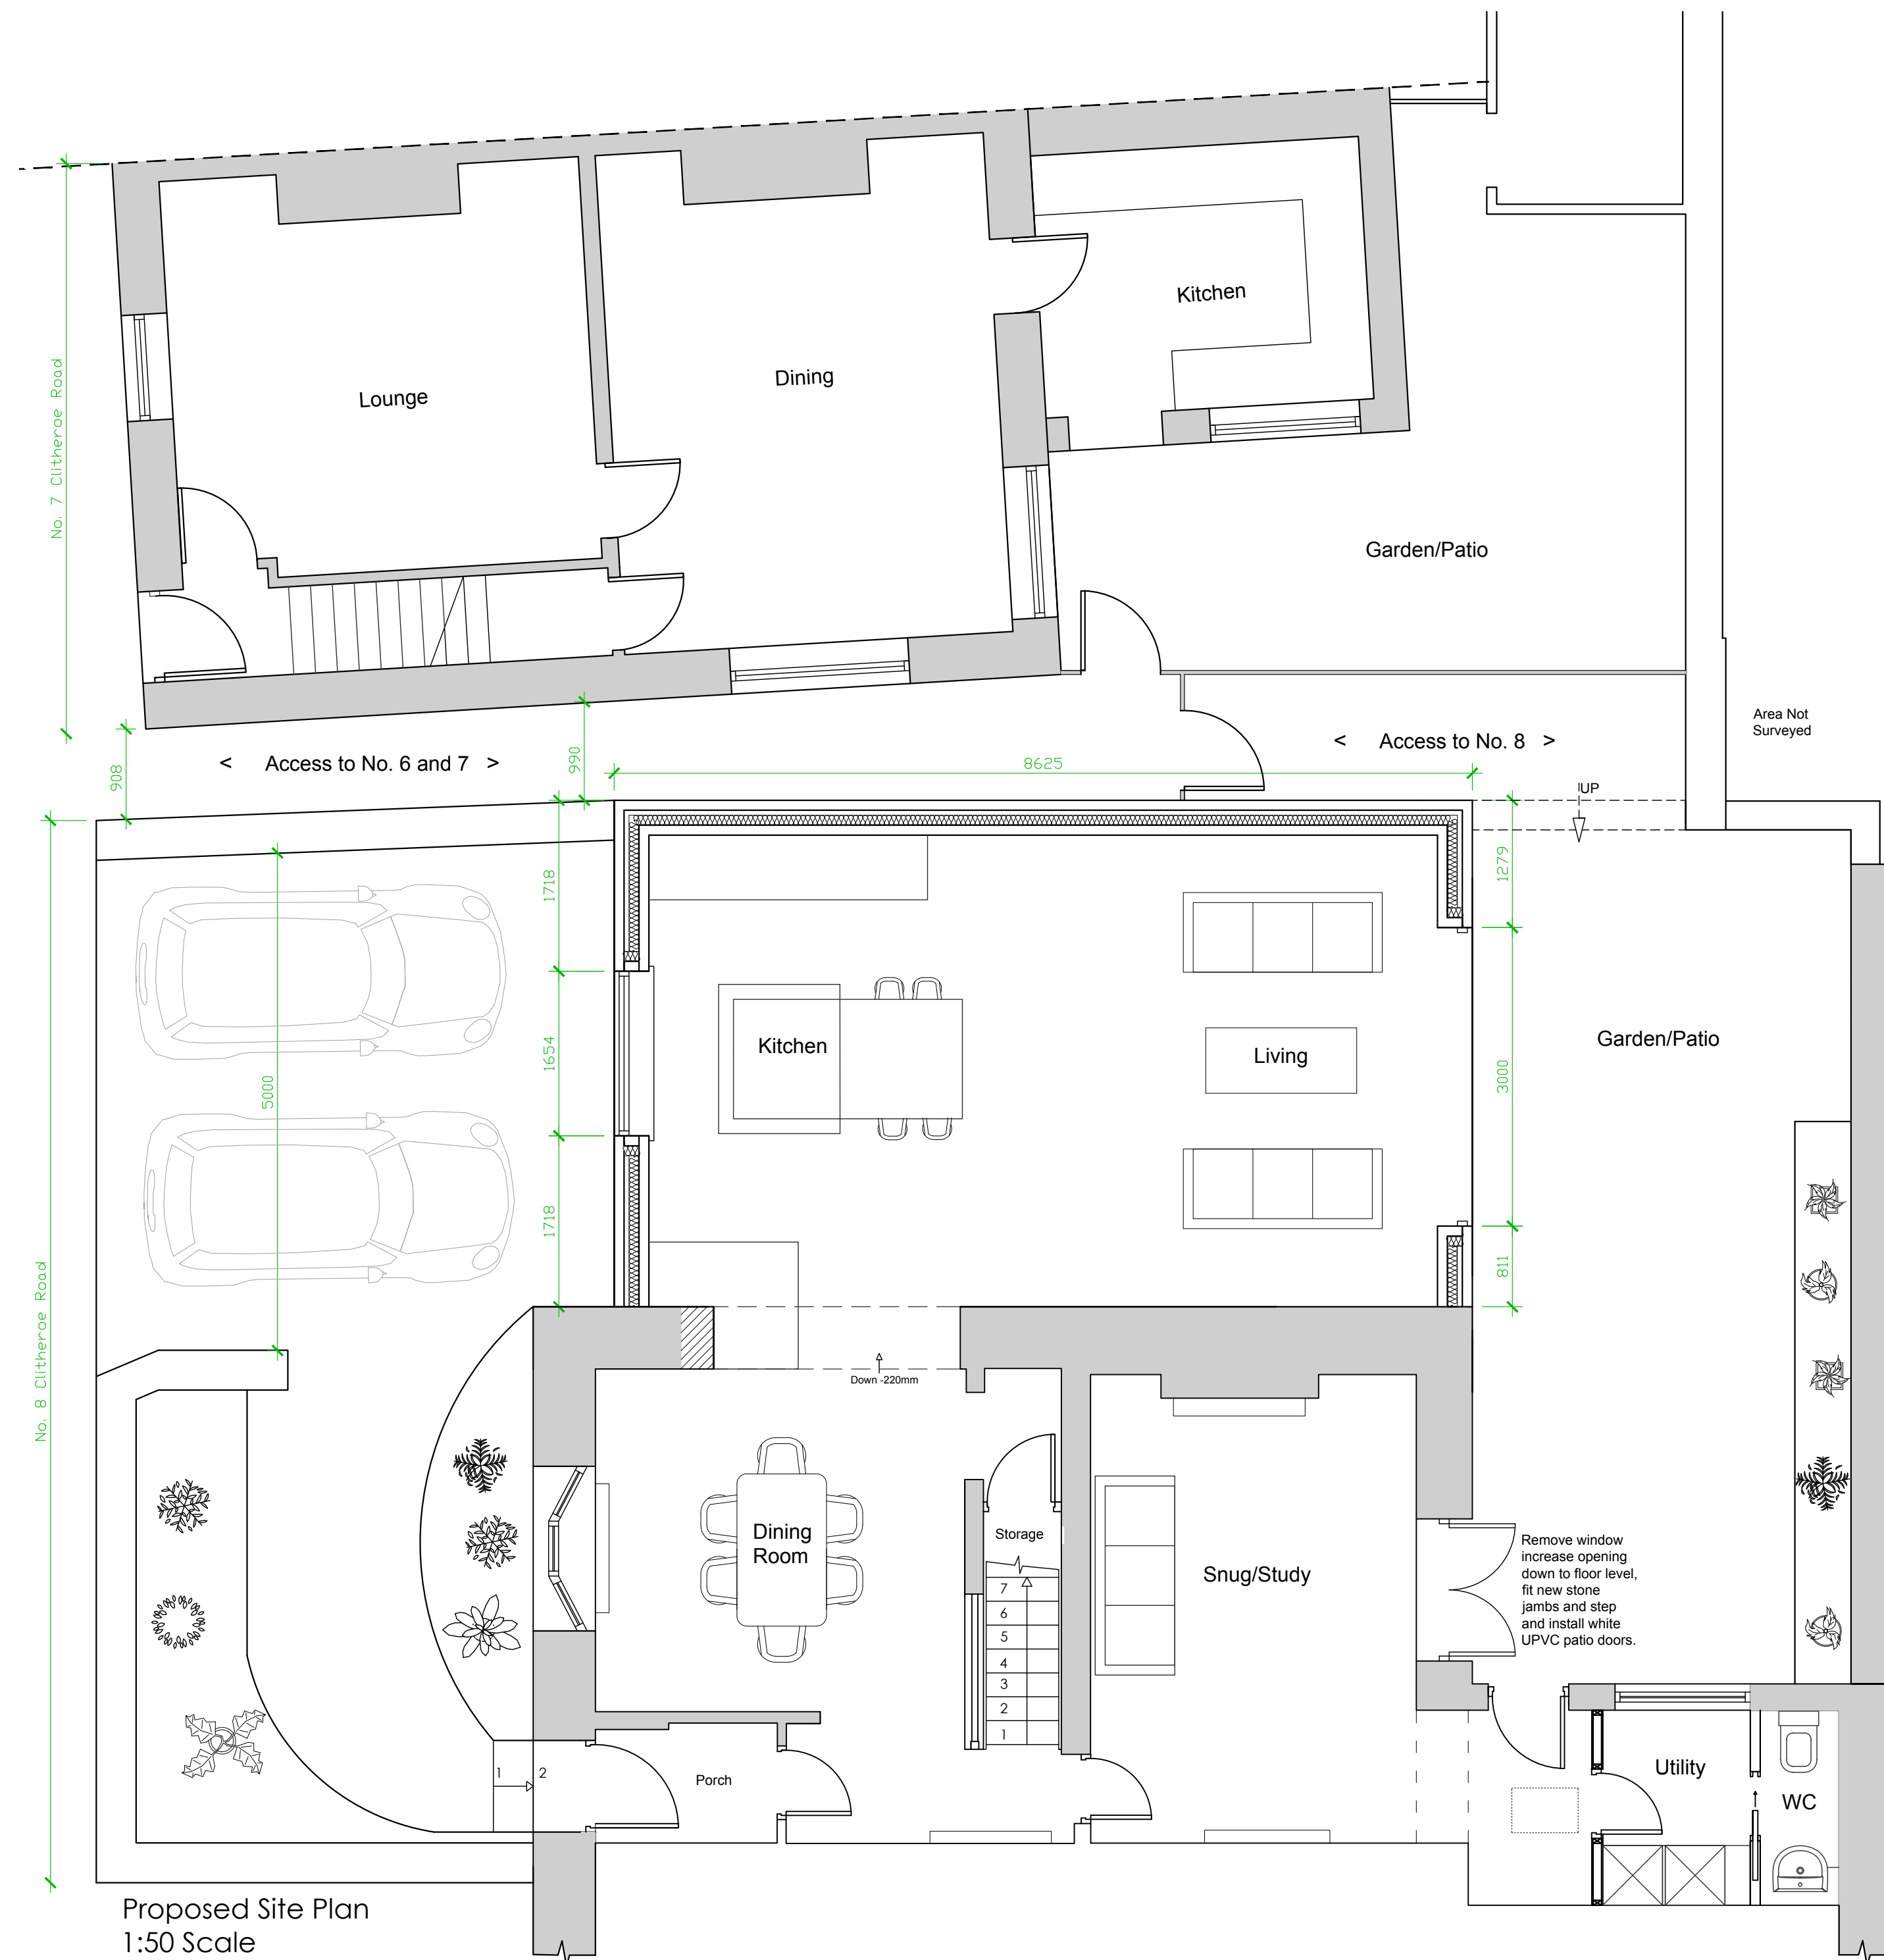 No. 7 Clitheroe Road
Lounge
Dining
Kitchen
Garden/Patio
Area Not
Surveyed
908
< Access to No. 6 and 7 >
990
8625
< Access to No. 8 >
UP
1718
1279
5000
1654
Kitchen
Living
3000
Garden/Patio
1718
811
No. 8 Clitheroe Road
Down -220mm
Dining
Room
Storage
7
6
5
4
3
2
1
Snug/Study
Remove window
increase opening
down to floor level,
fit new stone
jambs and step
and install white
UPVC patio doors.
1 2
Porch
Utility
WC
Proposed Site Plan
1:50 Scale